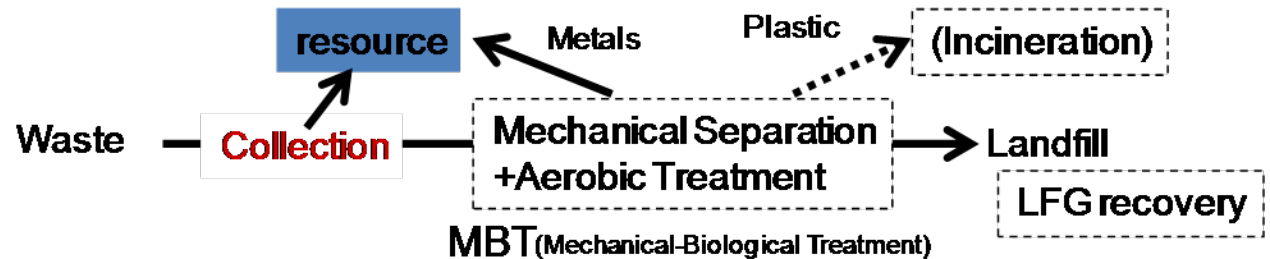 resource
Metals
Plastic
(Incineration)
Waste
Collection
Mechanical Separation
+Aerobic Treatment
Landfill
LFG recovery
MBT(Mechanical-Biological Treatment)